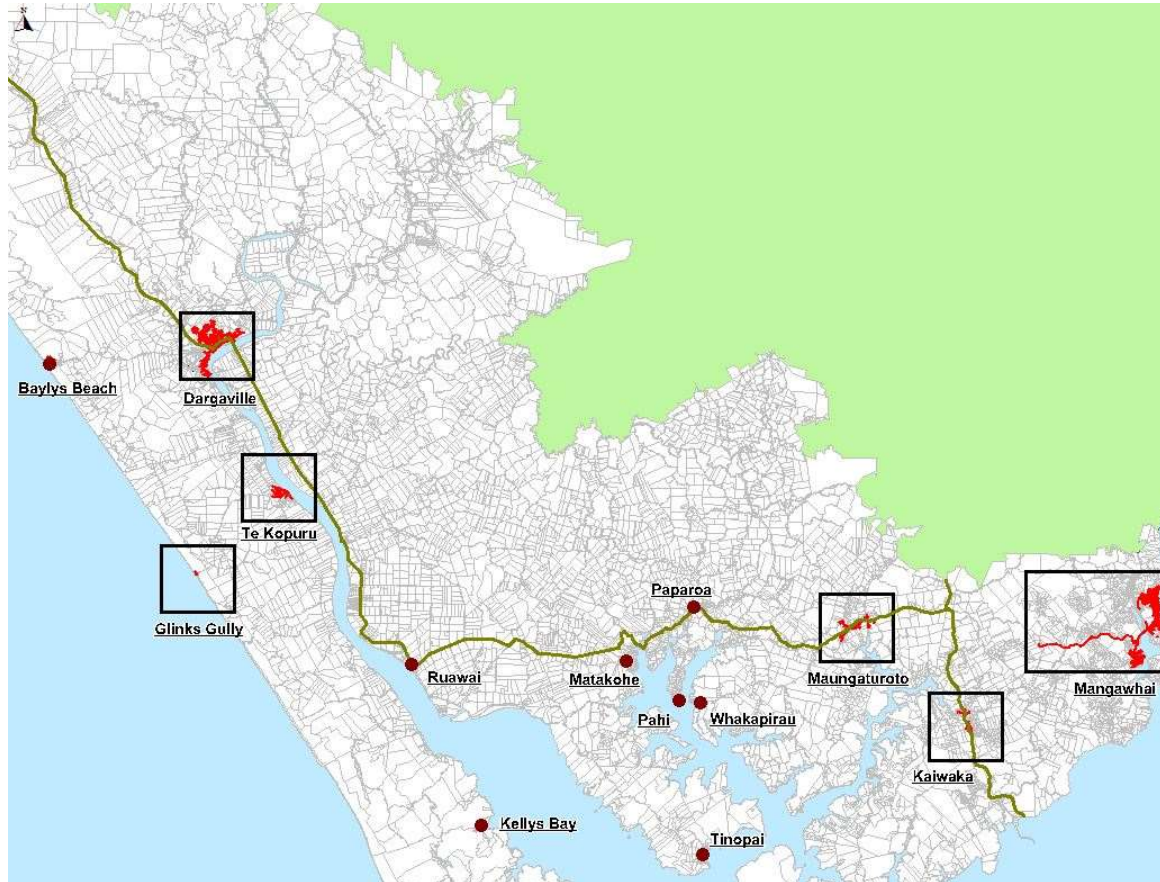 Baylys Beach
Dargaville
Te Kopuru
Glinks Gully
Paparoa
Ruawai
Matakohe
Maungaturoto
Mangawhai
Pahi
Whakapirau
Kaiwaka
Kellys Bay
Tinopai